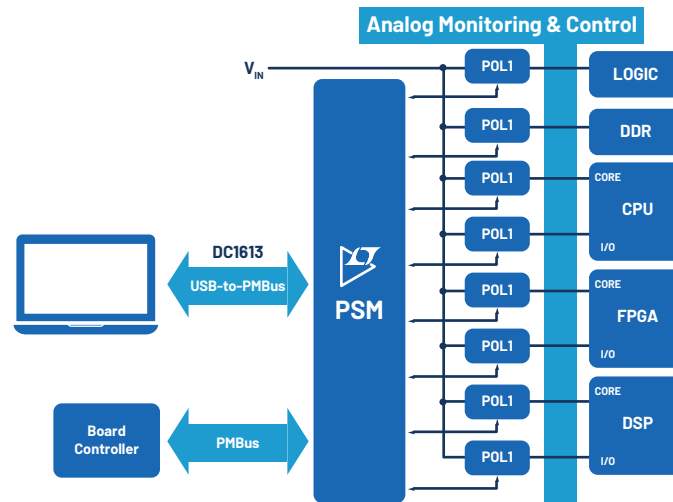 Analog Monitoring & Control
VIN
POL1
LOGIC
POL1
DDR
POL1
CORE
CPU
POL1
I/O
DC1613
USB-to-PMBus
PSM
POL1
CORE
FPGA
POL1
I/O
POL1
CORE
DSP
Board
Controller
PMBus
POL1
I/O